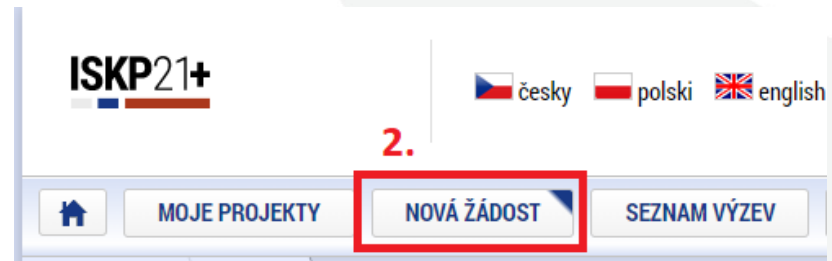 ISKP21+
česky polski english
2.
MOJE PROJEKTY NOVÁ ŽÁDOST SEZNAM VÝZEV